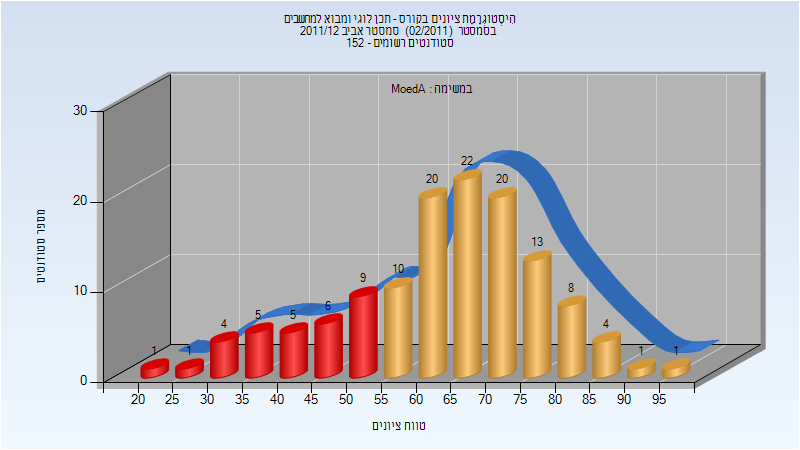 היסטוגרמת ציונים בקורס - תכן לוגי ומבוא למחשבים
בסמסטר (02/2011) סמסטר אביב 2011/12
סטודנטים רשומים - 152
במשימה : MoedA
מספר סטודנטים
30
20
10
0
1 1 4 5 5 6 9 10 20 22 20 13 8 4 1 1
20 25 30 35 40 45 50 55 60 65 70 75 80 85 90 95
טווח ציונים